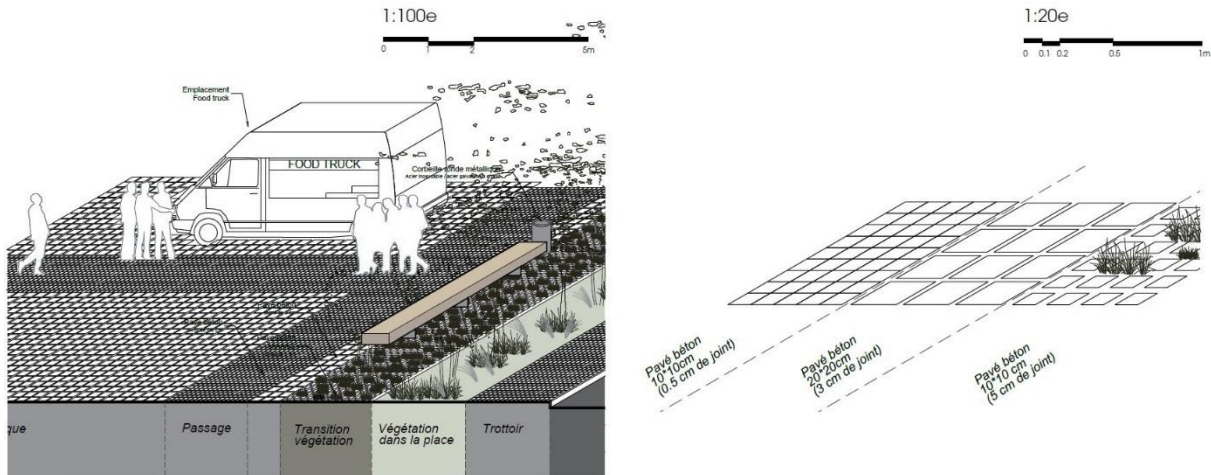 1:100e
0 1 2 5m
Emplacement
Food truck
FOOD TRUCK
Corbeille ronde métallique
que
Passage
Transition
végétation
Végétation
dans la place
Trottoir
1:20e
0 0.1 0.2 0.5 1m
Pavé béton
10*10cm
(0.5 cm de joint)
Pavé béton
20*20cm
(3 cm de joint)
Pavé béton
10*10 cm
(5 cm de joint)